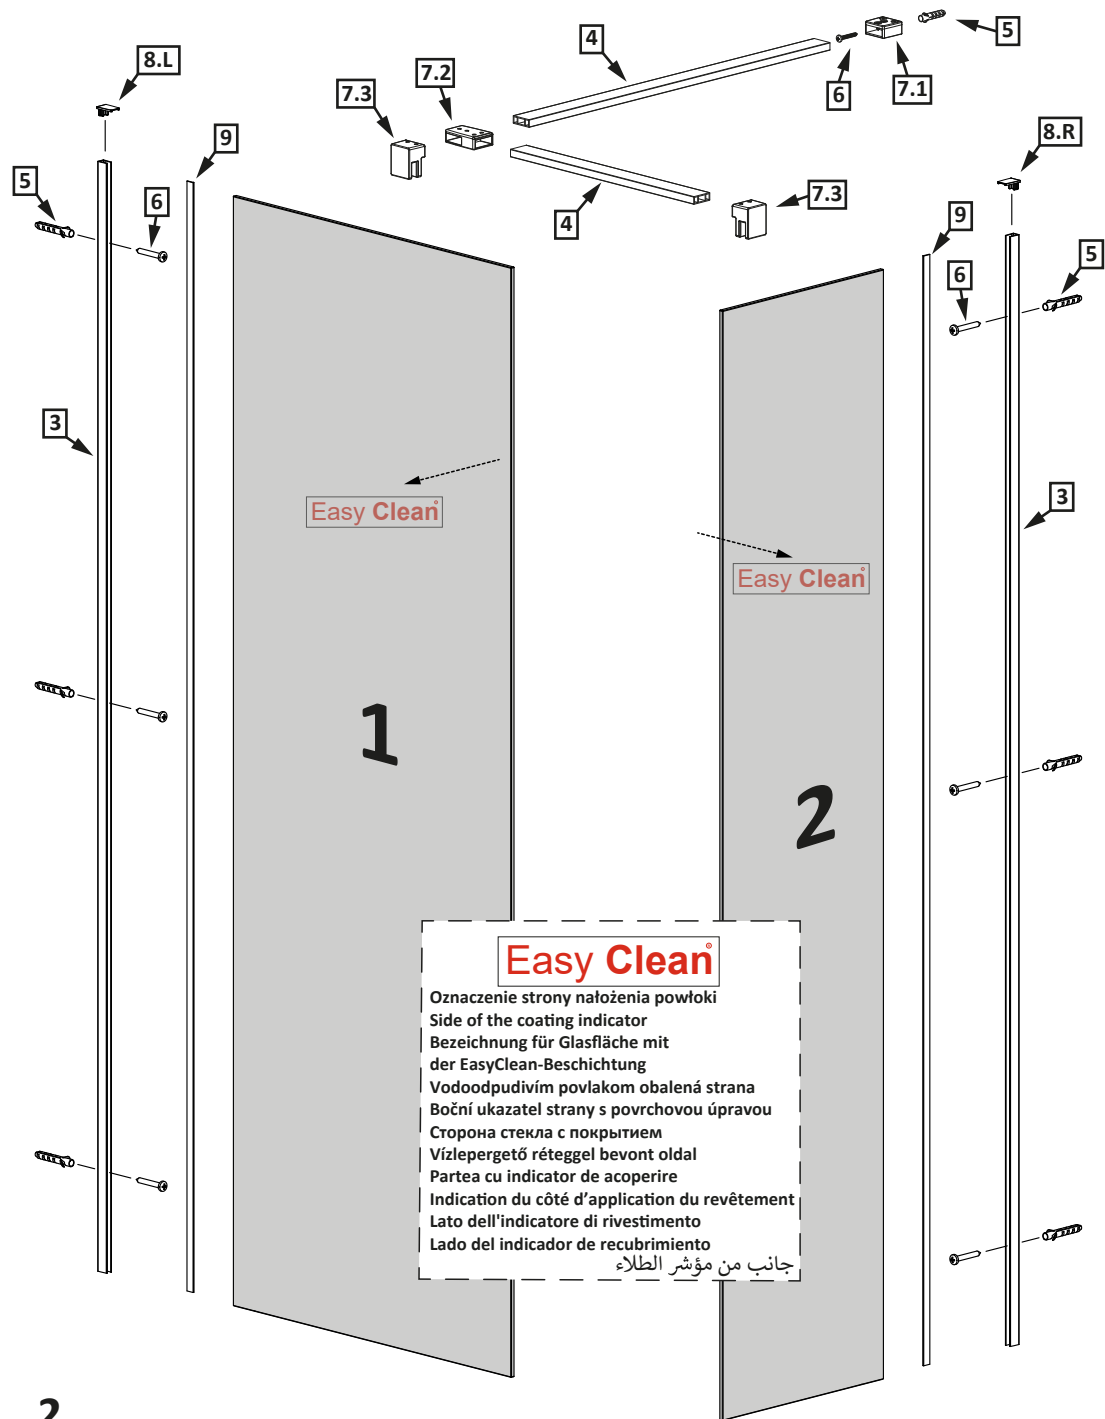 5
4
8.L
6
7.1
7.2
7.3
8.R
9
5
6
7.3
4
9
5
6
3
Easy Clean®
3
Easy Clean®
1
2
Easy Clean®
Oznaczenie strony nałożenia powłoki
Side of the coating indicator
Bezeichnung für Glasfläche mit
der EasyClean-Beschichtung
Vodoodpudivím povlakom obalená strana
Boční ukazatel strany s povrchovou úpravou
Сторона стекла с покрытием
Vízlepergető réteggel bevont oldal
Partea cu indicator de acoperire
Indication du côté d’application du revêtement
Lato dell'indicatore di rivestimento
Lado del indicador de recubrimiento
جانب من مؤشر الطلاء
2